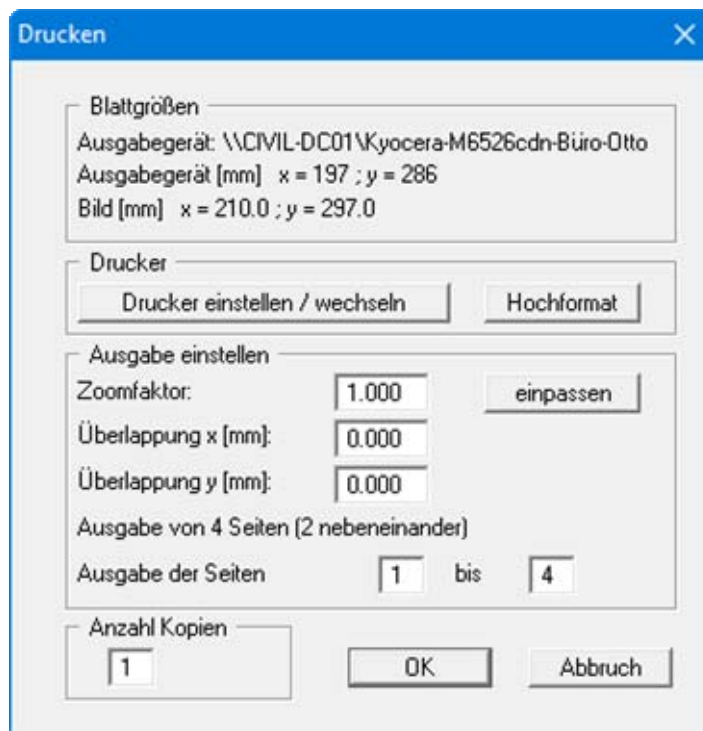 Drucken
Blattgrößen
Ausgabegerät: \\CIVIL-DC01\Kyocera-M6526cdn-Büro-Otto
Ausgabegerät [mm] x = 197 ; y = 286
Bild [mm] x = 210.0 ; y = 297.0
Drucker
Drucker einstellen / wechseln Hochformat
Ausgabe einstellen
Zoomfaktor: 1.000 einpassen
Überlappung x [mm]: 0.000
Überlappung y [mm]: 0.000
Ausgabe von 4 Seiten (2 nebeneinander)
Ausgabe der Seiten 1 bis 4
Anzahl Kopien
1 OK Abbruch